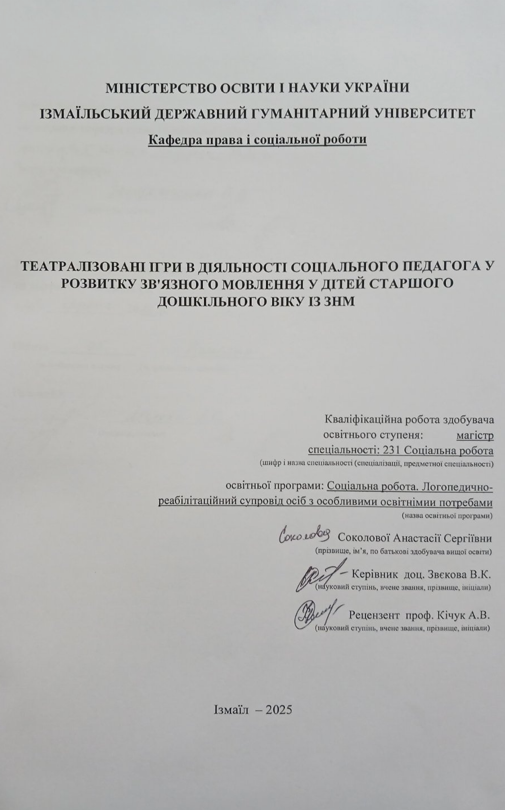 МІНІСТЕРСТВО ОСВІТИ І НАУКИ УКРАЇНИ
ІЗМАЇЛЬСЬКИЙ ДЕРЖАВНИЙ ГУМАНІТАРНИЙ УНІВЕРСИТЕТ
Кафедра права і соціальної роботи
ТЕАТРАЛІЗОВАНІ ІГРИ В ДІЯЛЬНОСТІ СОЦІАЛЬНОГО ПЕДАГОГА У
РОЗВИТКУ ЗВ'ЯЗНОГО МОВЛЕННЯ У ДІТЕЙ СТАРШОГО
ДОШКІЛЬНОГО ВІКУ ІЗ ЗНМ
Кваліфікаційна робота здобувача
освітнього ступеня: магістр
спеціальності: 231 Соціальна робота
(шифр і назва спеціальності (спеціалізації, предметної спеціальності)
освітньої програми: Соціальна робота. Логопедично-
реабілітаційний супровід осіб з особливими освітніми потребами
(назва освітньої програми)
Соколова Соколової Анастасії Сергіївни
(прізвище, ім'я, по батькові здобувача вищої освіти)
Керівник доц. Звєкова В.К.
(науковий ступінь, вчене звання, прізвище, ініціали)
Рецензент проф. Кічук А.В.
(науковий ступінь, вчене звання, прізвище, ініціали)
Ізмаїл – 2025